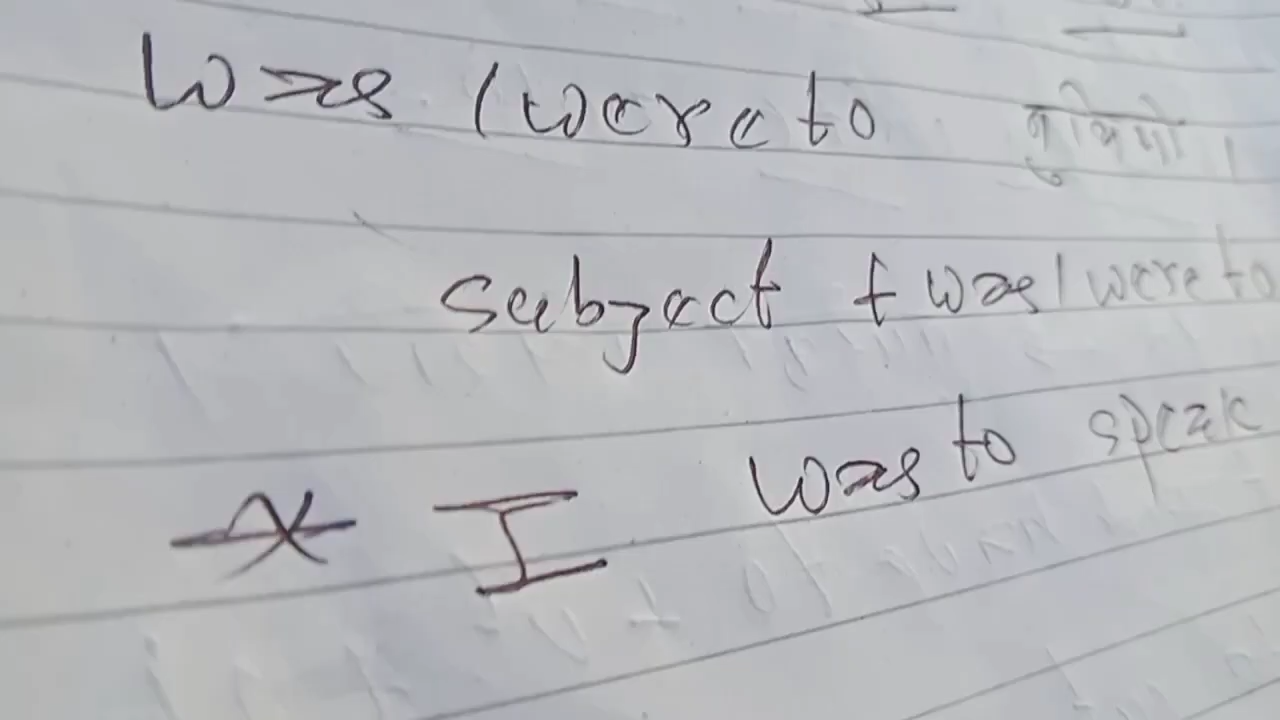 was / were to
subject + was / were to
* I was to speak